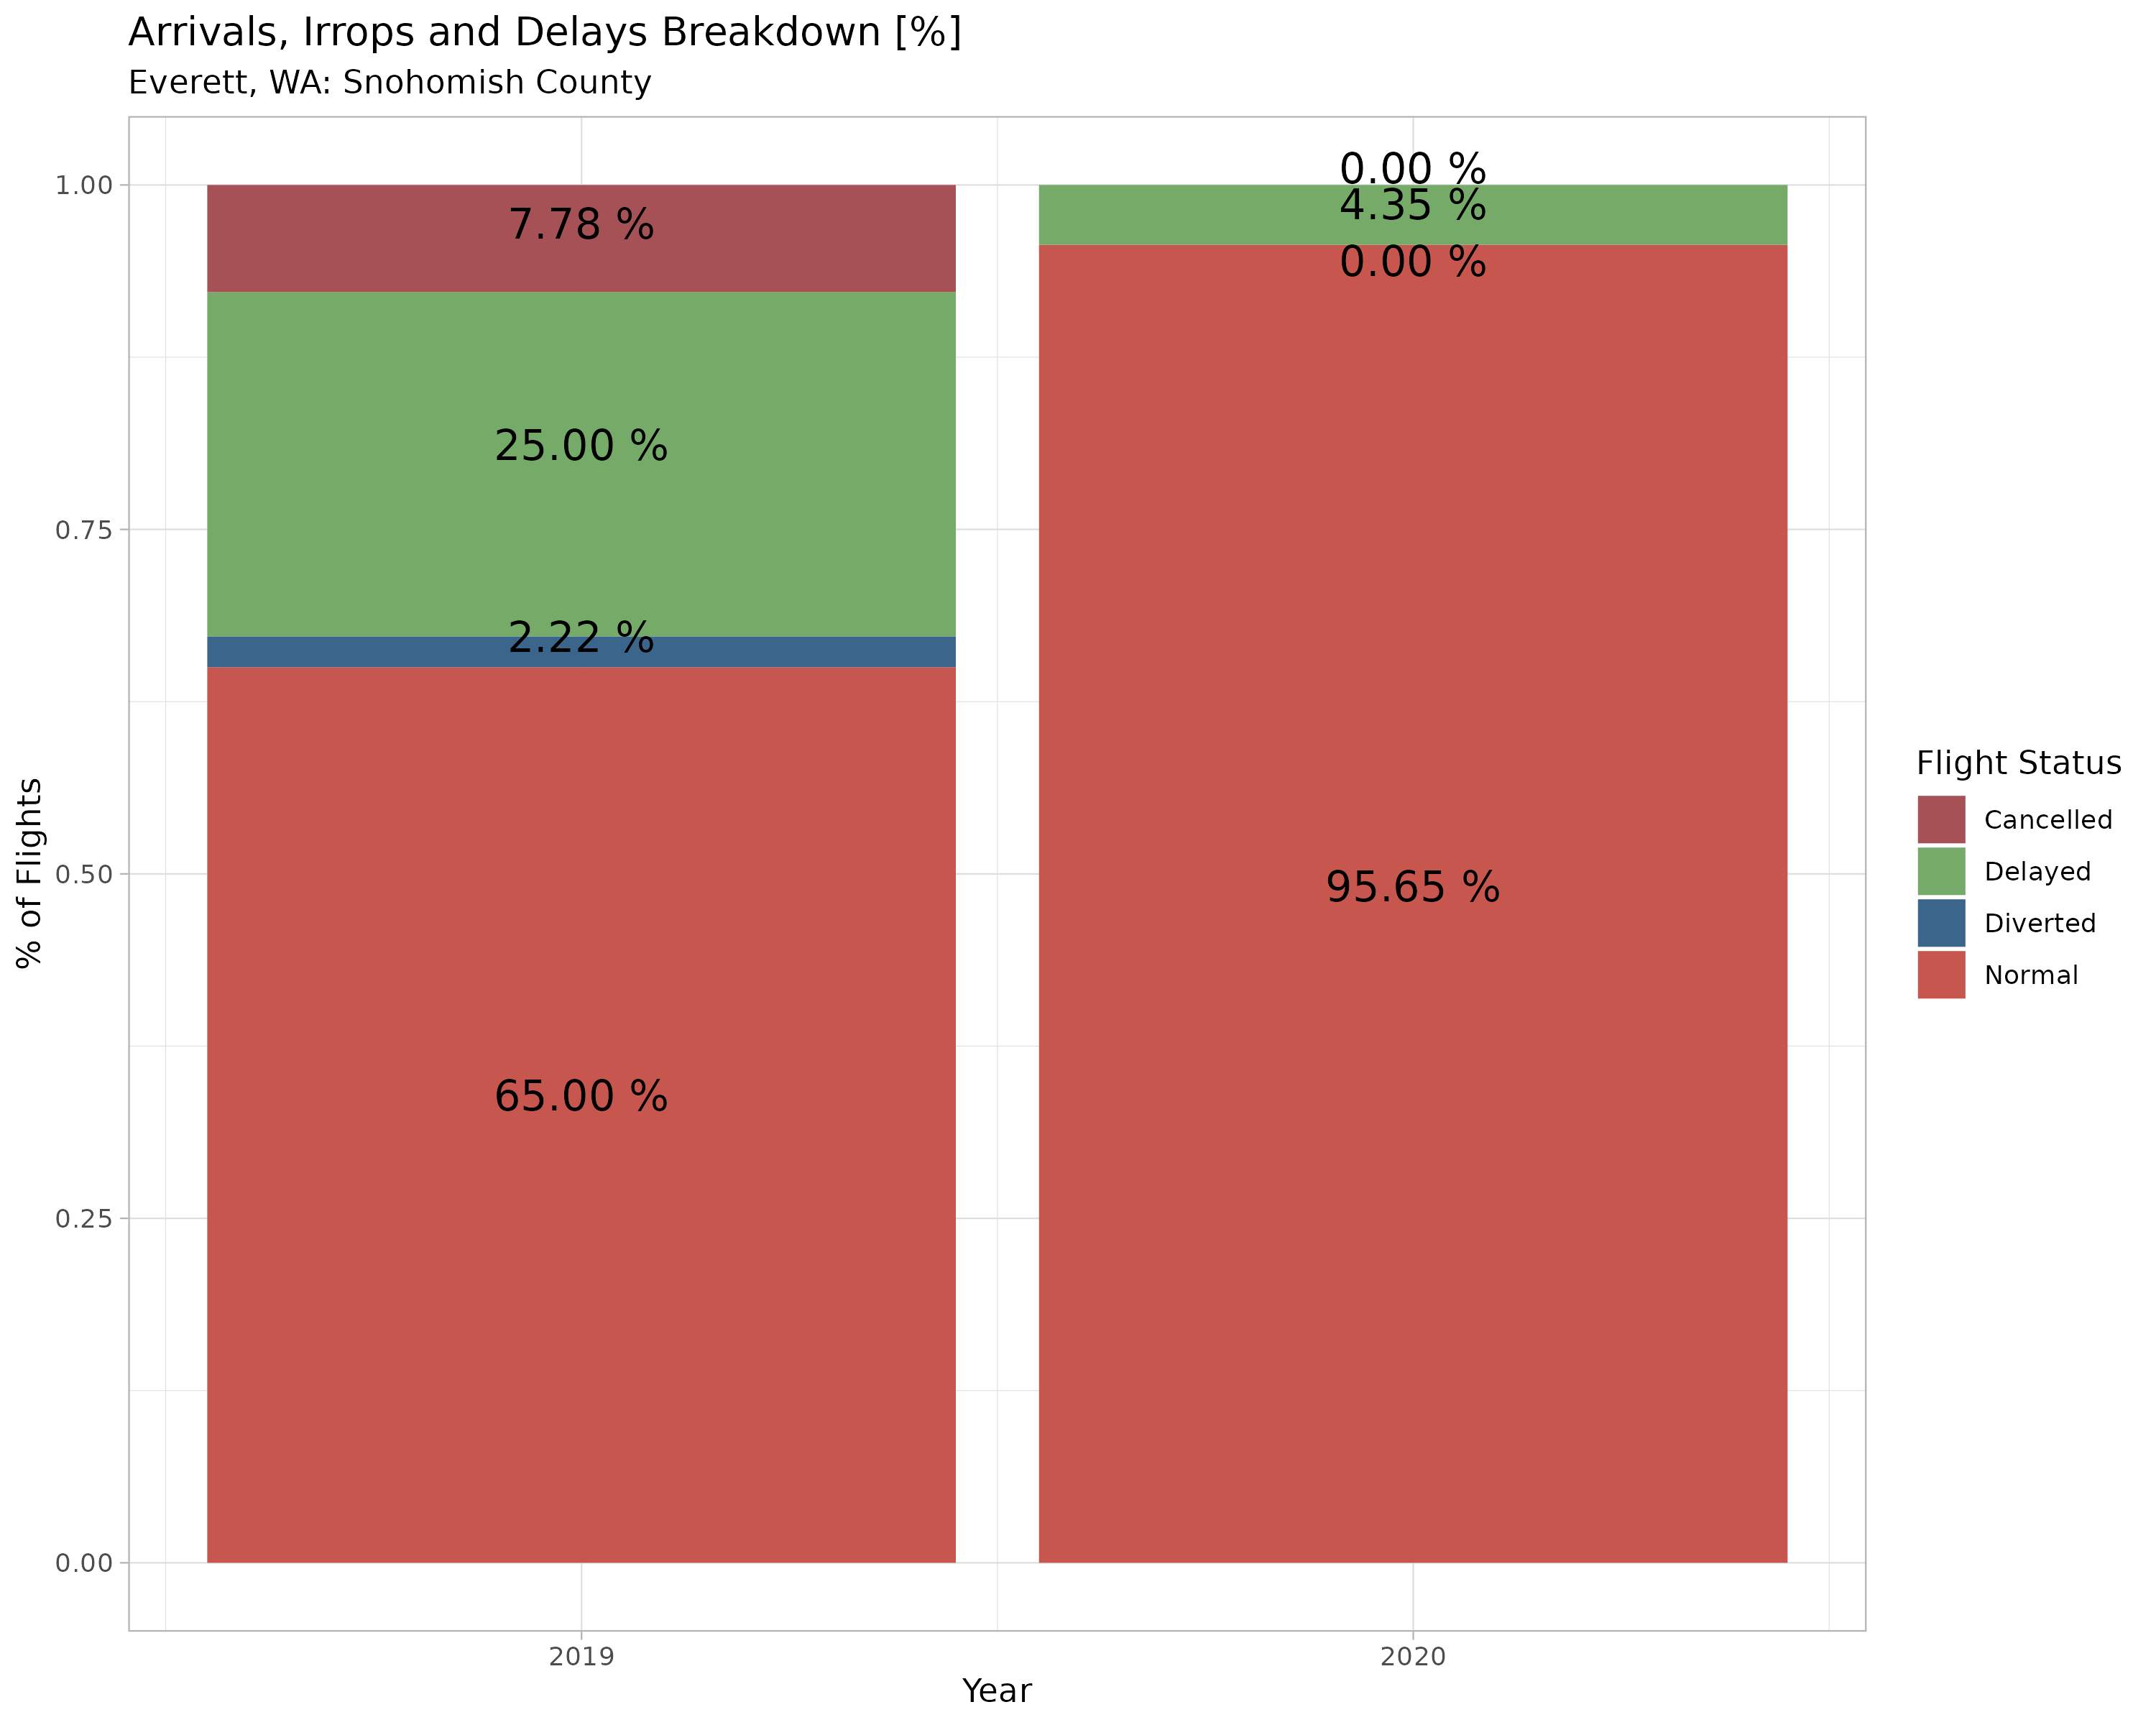 Arrivals, Irrops and Delays Breakdown [%]
Everett, WA: Snohomish County
% of Flights
1.00
0.75
0.50
0.25
0.00
7.78 %
25.00 %
2.22 %
65.00 %
0.00 %
4.35 %
0.00 %
95.65 %
2019
2020
Year
Flight Status
Cancelled
Delayed
Diverted
Normal